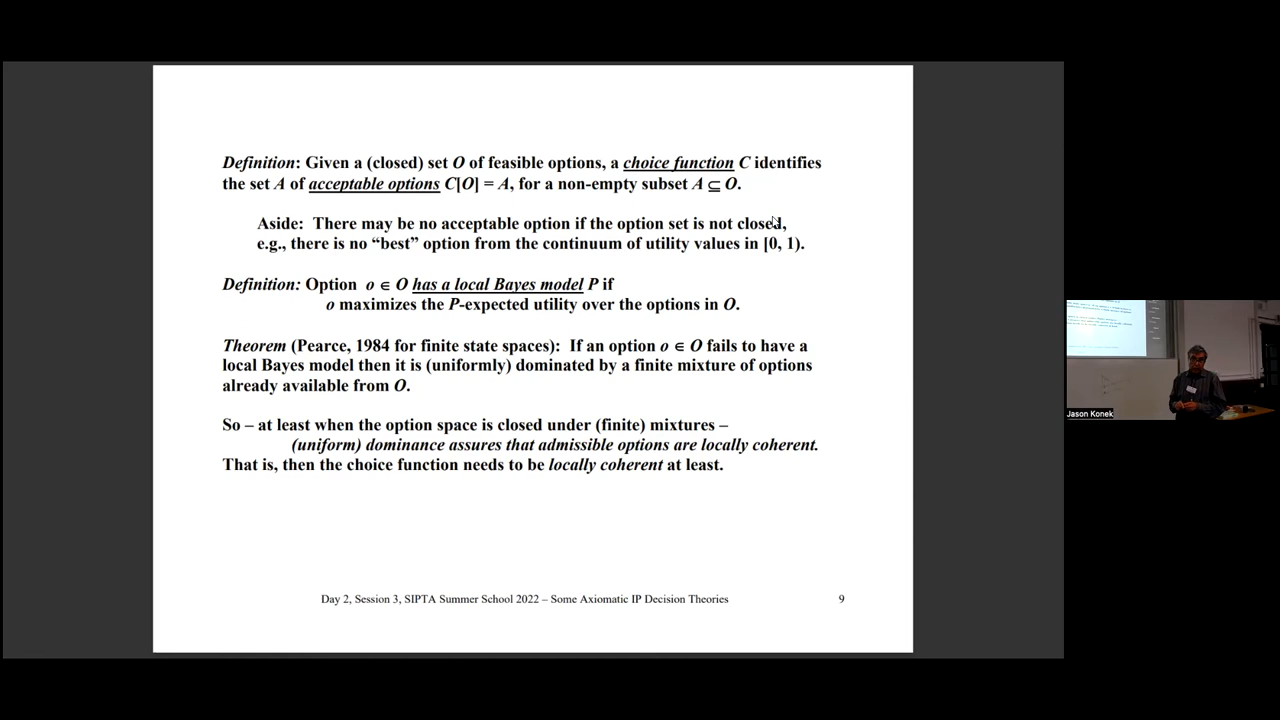 Definition: Given a (closed) set O of feasible options, a choice function C identifies
the set A of acceptable options C[O] = A, for a non-empty subset A ⊆ O.
Aside: There may be no acceptable option if the option set is not closed,
e.g., there is no “best” option from the continuum of utility values in [0, 1).
Definition: Option o ∈ O has a local Bayes model P if
o maximizes the P-expected utility over the options in O.
Theorem (Pearce, 1984 for finite state spaces): If an option o ∈ O fails to have a
local Bayes model then it is (uniformly) dominated by a finite mixture of options
already available from O.
So – at least when the option space is closed under (finite) mixtures –
(uniform) dominance assures that admissible options are locally coherent.
That is, then the choice function needs to be locally coherent at least.
Day 2, Session 3, SIPTA Summer School 2022 – Some Axiomatic IP Decision Theories 9
Jason Konek